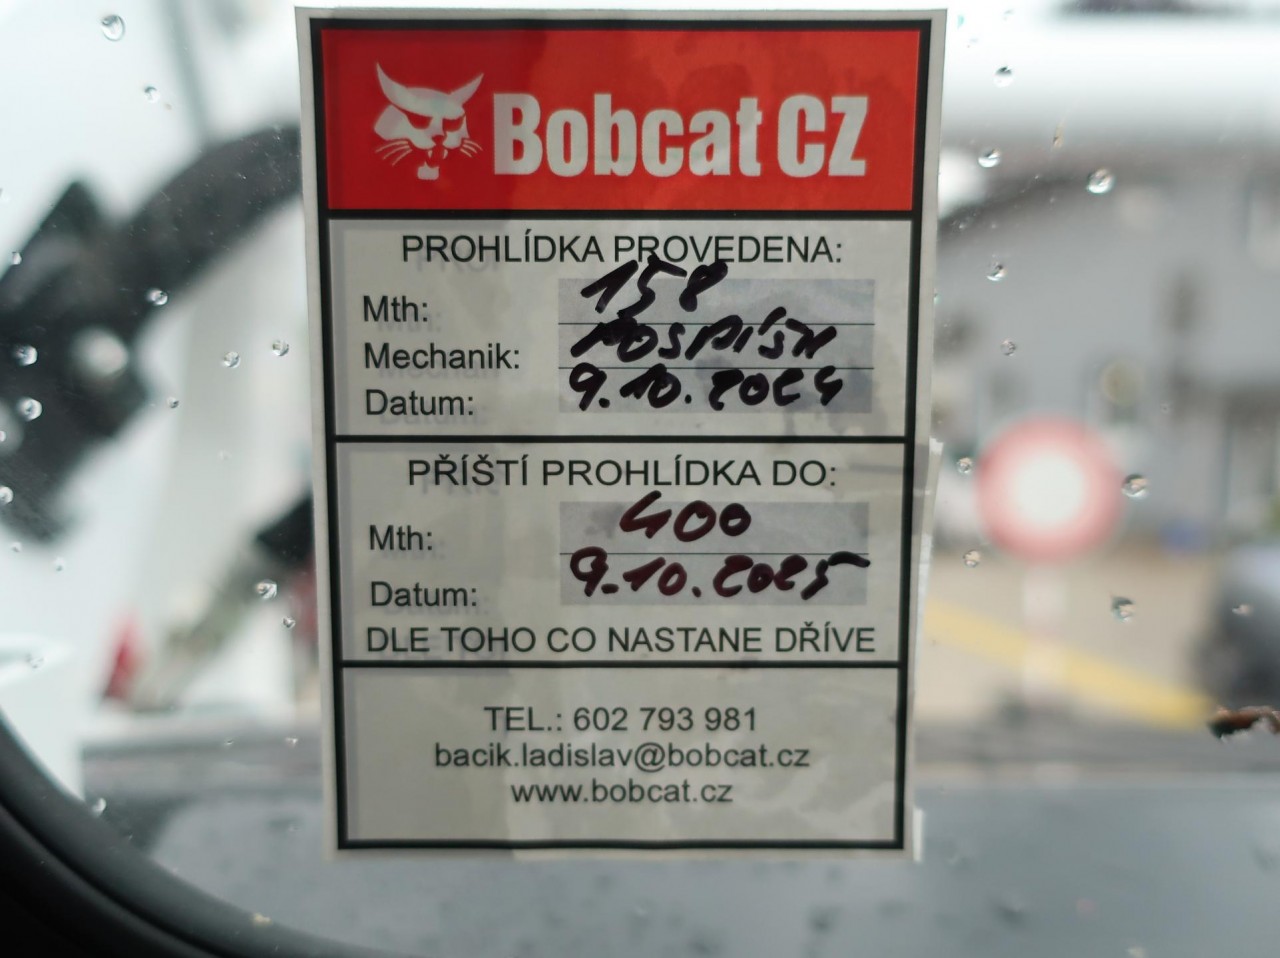 Bobcat CZ
PROHLÍDKA PROVEDENA:
Mth: 158
Mechanik:
Datum: 9.10.2024
PŘÍŠTÍ PROHLÍDKA DO:
Mth: 400
Datum: 9.10.2025
DLE TOHO CO NASTANE DŘÍVE
TEL.: 602 793 981
bacik.ladislav@bobcat.cz
www.bobcat.cz